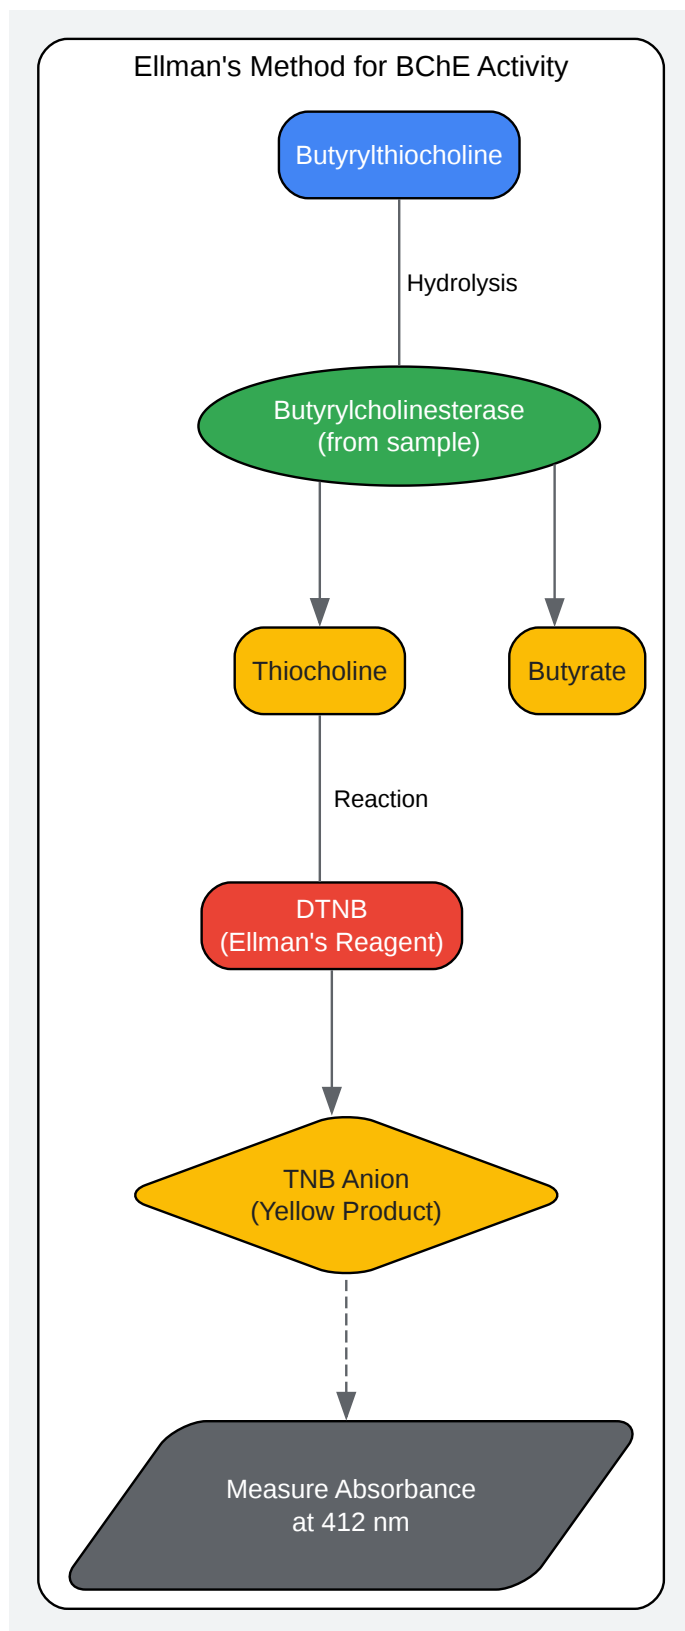 Ellman's Method for BChE Activity
Butyrylthiocholine
Hydrolysis
Butyrylcholinesterase
(from sample)
Thiocholine
Butyrate
Reaction
DTNB
(Ellman's Reagent)
TNB Anion
(Yellow Product)
Measure Absorbance
at 412 nm